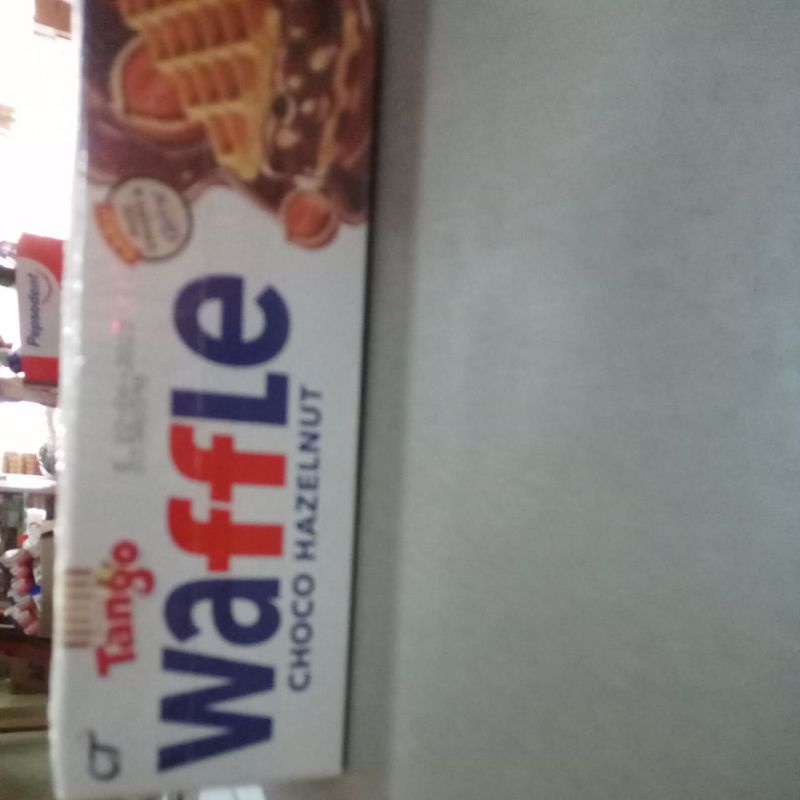 Tango
Waffle
CHOCO HAZELNUT
Pepsodent